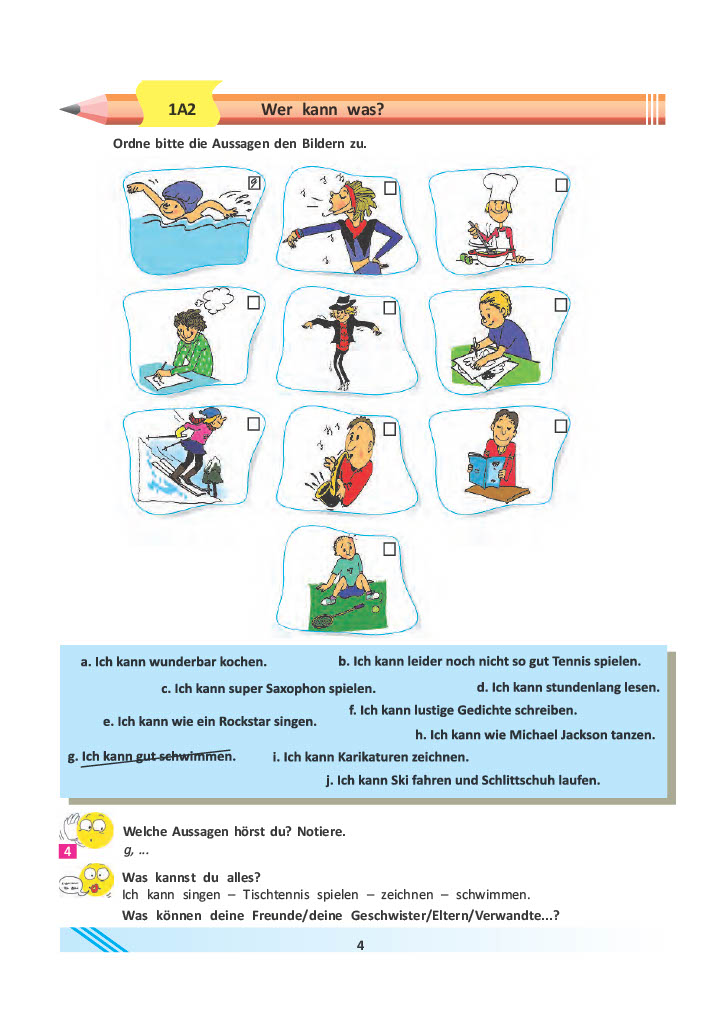 1A2 Wer kann was?
Ordne bitte die Aussagen den Bildern zu.
g
a. Ich kann wunderbar kochen.
b. Ich kann leider noch nicht so gut Tennis spielen.
c. Ich kann super Saxophon spielen.
d. Ich kann stundenlang lesen.
e. Ich kann wie ein Rockstar singen.
f. Ich kann lustige Gedichte schreiben.
h. Ich kann wie Michael Jackson tanzen.
g. Ich kann gut schwimmen.
i. Ich kann Karikaturen zeichnen.
j. Ich kann Ski fahren und Schlittschuh laufen.
Welche Aussagen hörst du? Notiere.
4 g, ...
Was kannst du alles?
Ich kann singen – Tischtennis spielen – zeichnen – schwimmen.
Was können deine Freunde/deine Geschwister/Eltern/Verwandte...?
4